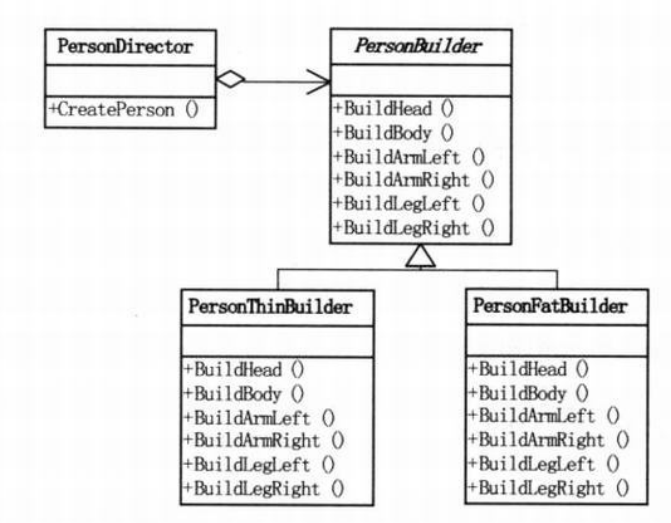 PersonDirector
+CreatePerson ()
PersonBuilder
+BuildHead ()
+BuildBody ()
+BuildArmLeft ()
+BuildArmRight ()
+BuildLegLeft ()
+BuildLegRight ()
PersonThinBuilder
+BuildHead ()
+BuildBody ()
+BuildArmLeft ()
+BuildArmRight ()
+BuildLegLeft ()
+BuildLegRight ()
PersonFatBuilder
+BuildHead ()
+BuildBody ()
+BuildArmLeft ()
+BuildArmRight ()
+BuildLegLeft ()
+BuildLegRight ()